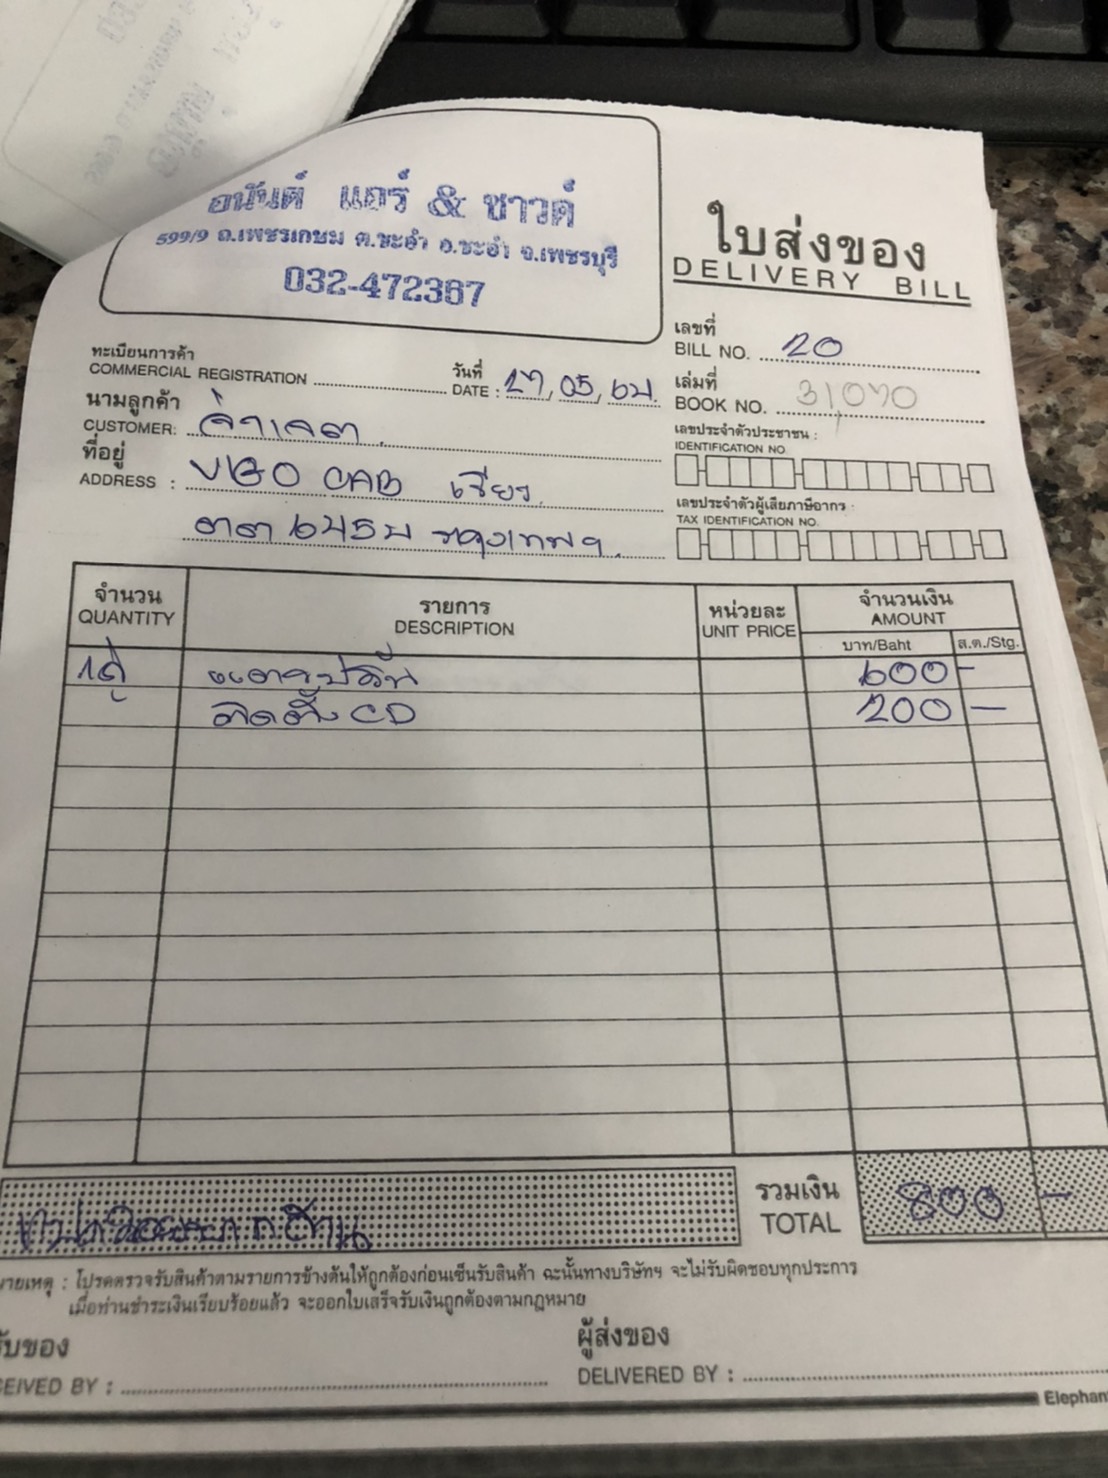 อนันต์ แอร์ & ซาวด์
599/9 ถ.เพชรเกษม ต.ชะอำ อ.ชะอำ จ.เพชรบุรี
032-472367
ใบส่งของ
DELIVERY BILL
เลขที่
BILL NO. 20
ทะเบียนการค้า
COMMERCIAL REGISTRATION
วันที่
DATE : 27, 05, 64.
เล่มที่
BOOK NO. 31,070
นามลูกค้า
CUSTOMER:
เลขประจำตัวประชาชน :
IDENTIFICATION NO.
ที่อยู่
ADDRESS : VIGO CAB
เลขประจำตัวผู้เสียภาษีอากร :
TAX IDENTIFICATION NO.
6454 กรุงเทพฯ.
จำนวน
QUANTITY
รายการ
DESCRIPTION
หน่วยละ
UNIT PRICE
จำนวนเงิน
AMOUNT
บาท/Baht ส.ต./Stg.
1คู่ 600 -
ติดตั้ง CD 200 -
รวมเงิน
TOTAL 800 -
ายเหตุ : โปรดตรวจรับสินค้าตามรายการข้างต้นให้ถูกต้องก่อนเซ็นรับสินค้า ฉะนั้นทางบริษัทฯ จะไม่รับผิดชอบทุกประการ
เมื่อท่านชำระเงินเรียบร้อยแล้ว จะออกใบเสร็จรับเงินถูกต้องตามกฎหมาย
ับของ
CEIVED BY :
ผู้ส่งของ
DELIVERED BY :
Elephan